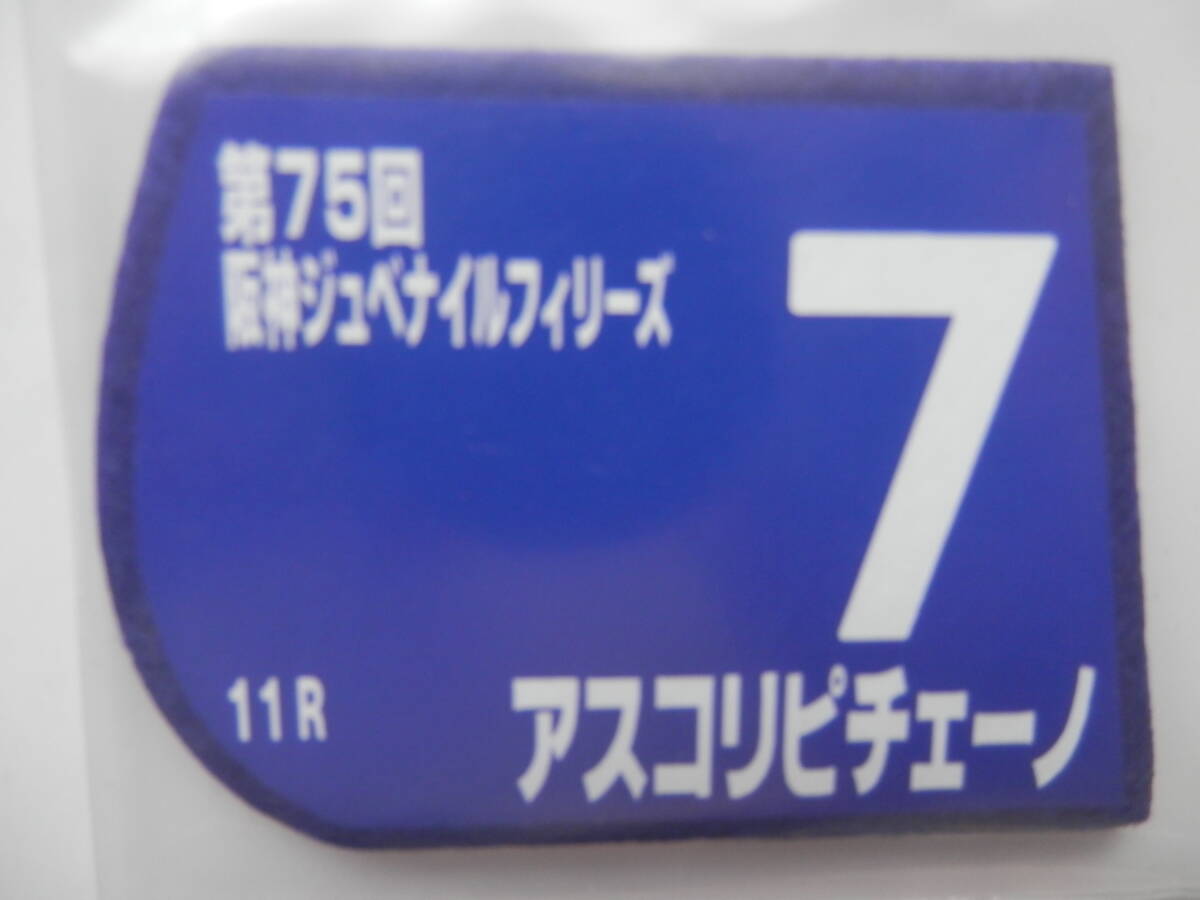 第75回
阪神ジュベナイルフィリーズ
7
11R
アスコリピチェーノ